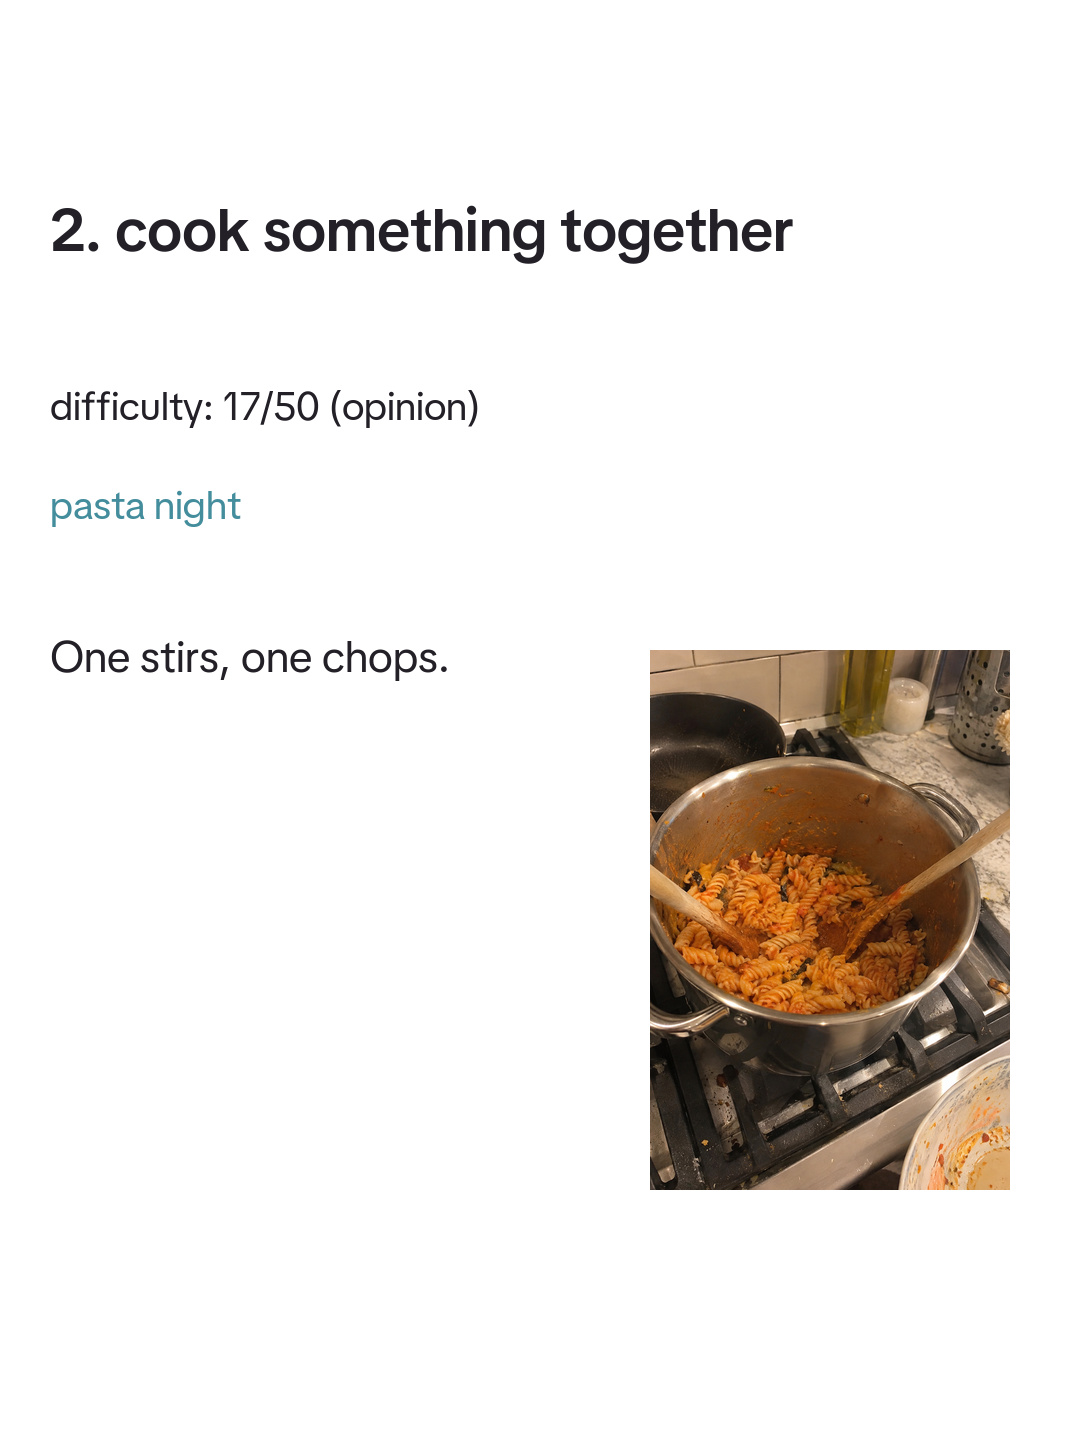 2. cook something together
difficulty: 17/50 (opinion)
pasta night
One stirs, one chops.